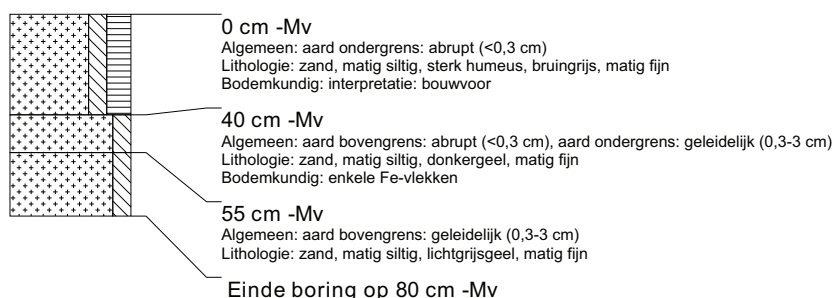 0 cm -Mv
Algemeen: aard ondergrens: abrupt (<0,3 cm)
Lithologie: zand, matig siltig, sterk humeus, bruingrijs, matig fijn
Bodemkundig: interpretatie: bouwvoor
40 cm -Mv
Algemeen: aard bovengrens: abrupt (<0,3 cm), aard ondergrens: geleidelijk (0,3-3 cm)
Lithologie: zand, matig siltig, donkergeel, matig fijn
Bodemkundig: enkele Fe-vlekken
55 cm -Mv
Algemeen: aard bovengrens: geleidelijk (0,3-3 cm)
Lithologie: zand, matig siltig, lichtgrijsgeel, matig fijn
Einde boring op 80 cm -Mv